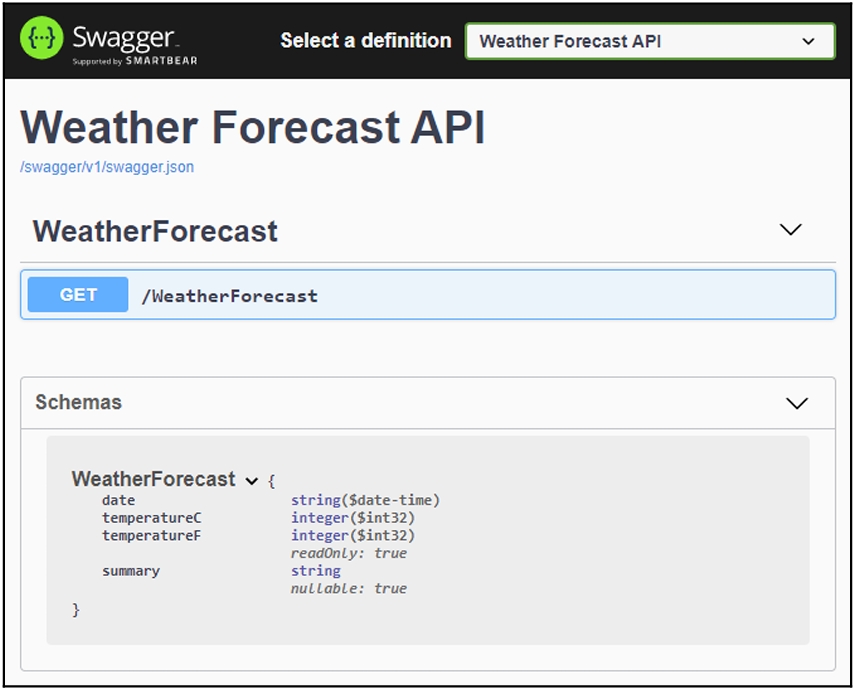 {···} Swagger
Supported by SMARTBEAR
Select a definition
Weather Forecast API
Weather Forecast API
/swagger/v1/swagger.json
WeatherForecast
GET /WeatherForecast
Schemas
WeatherForecast {
date string($date-time)
temperatureC integer($int32)
temperatureF integer($int32)
readOnly: true
summary string
nullable: true
}